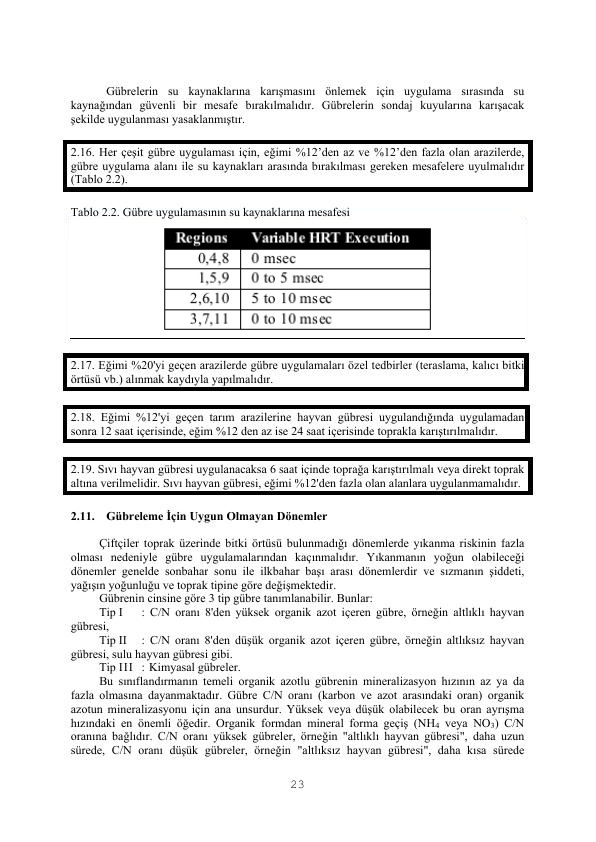 Gübrelerin su kaynaklarına karışmasını önlemek için uygulama sırasında su
kaynağından güvenli bir mesafe bırakılmalıdır. Gübrelerin sondaj kuyularına karışacak
şekilde uygulanması yasaklanmıştır.
2.16. Her çeşit gübre uygulaması için, eğimi %12’den az ve %12’den fazla olan arazilerde,
gübre uygulama alanı ile su kaynakları arasında bırakılması gereken mesafelere uyulmalıdır
(Tablo 2.2).
Tablo 2.2. Gübre uygulamasının su kaynaklarına mesafesi
Regions Variable HRT Execution
0,4,8 0 msec
1,5,9 0 to 5 msec
2,6,10 5 to 10 msec
3,7,11 0 to 10 msec
2.17. Eğimi %20'yi geçen arazilerde gübre uygulamaları özel tedbirler (teraslama, kalıcı bitki
örtüsü vb.) alınmak kaydıyla yapılmalıdır.
2.18. Eğimi %12'yi geçen tarım arazilerine hayvan gübresi uygulandığında uygulamadan
sonra 12 saat içerisinde, eğim %12 den az ise 24 saat içerisinde toprakla karıştırılmalıdır.
2.19. Sıvı hayvan gübresi uygulanacaksa 6 saat içinde toprağa karıştırılmalı veya direkt toprak
altına verilmelidir. Sıvı hayvan gübresi, eğimi %12'den fazla olan alanlara uygulanmamalıdır.
2.11. Gübreleme İçin Uygun Olmayan Dönemler
Çiftçiler toprak üzerinde bitki örtüsü bulunmadığı dönemlerde yıkanma riskinin fazla
olması nedeniyle gübre uygulamalarından kaçınmalıdır. Yıkanmanın yoğun olabileceği
dönemler genelde sonbahar sonu ile ilkbahar başı arası dönemlerdir ve sızmanın şiddeti,
yağışın yoğunluğu ve toprak tipine göre değişmektedir.
Gübrenin cinsine göre 3 tip gübre tanımlanabilir. Bunlar:
Tip I : C/N oranı 8'den yüksek organik azot içeren gübre, örneğin altlıklı hayvan
gübresi,
Tip II : C/N oranı 8'den düşük organik azot içeren gübre, örneğin altlıksız hayvan
gübresi, sulu hayvan gübresi gibi.
Tip III : Kimyasal gübreler.
Bu sınıflandırmanın temeli organik azotlu gübrenin mineralizasyon hızının az ya da
fazla olmasına dayanmaktadır. Gübre C/N oranı (karbon ve azot arasındaki oran) organik
azotun mineralizasyonu için ana unsurdur. Yüksek veya düşük olabilecek bu oran ayrışma
hızındaki en önemli öğedir. Organik formdan mineral forma geçiş (NH₄ veya NO₃) C/N
oranına bağlıdır. C/N oranı yüksek gübreler, örneğin "altlıklı hayvan gübresi", daha uzun
sürede, C/N oranı düşük gübreler, örneğin "altlıksız hayvan gübresi", daha kısa sürede
23